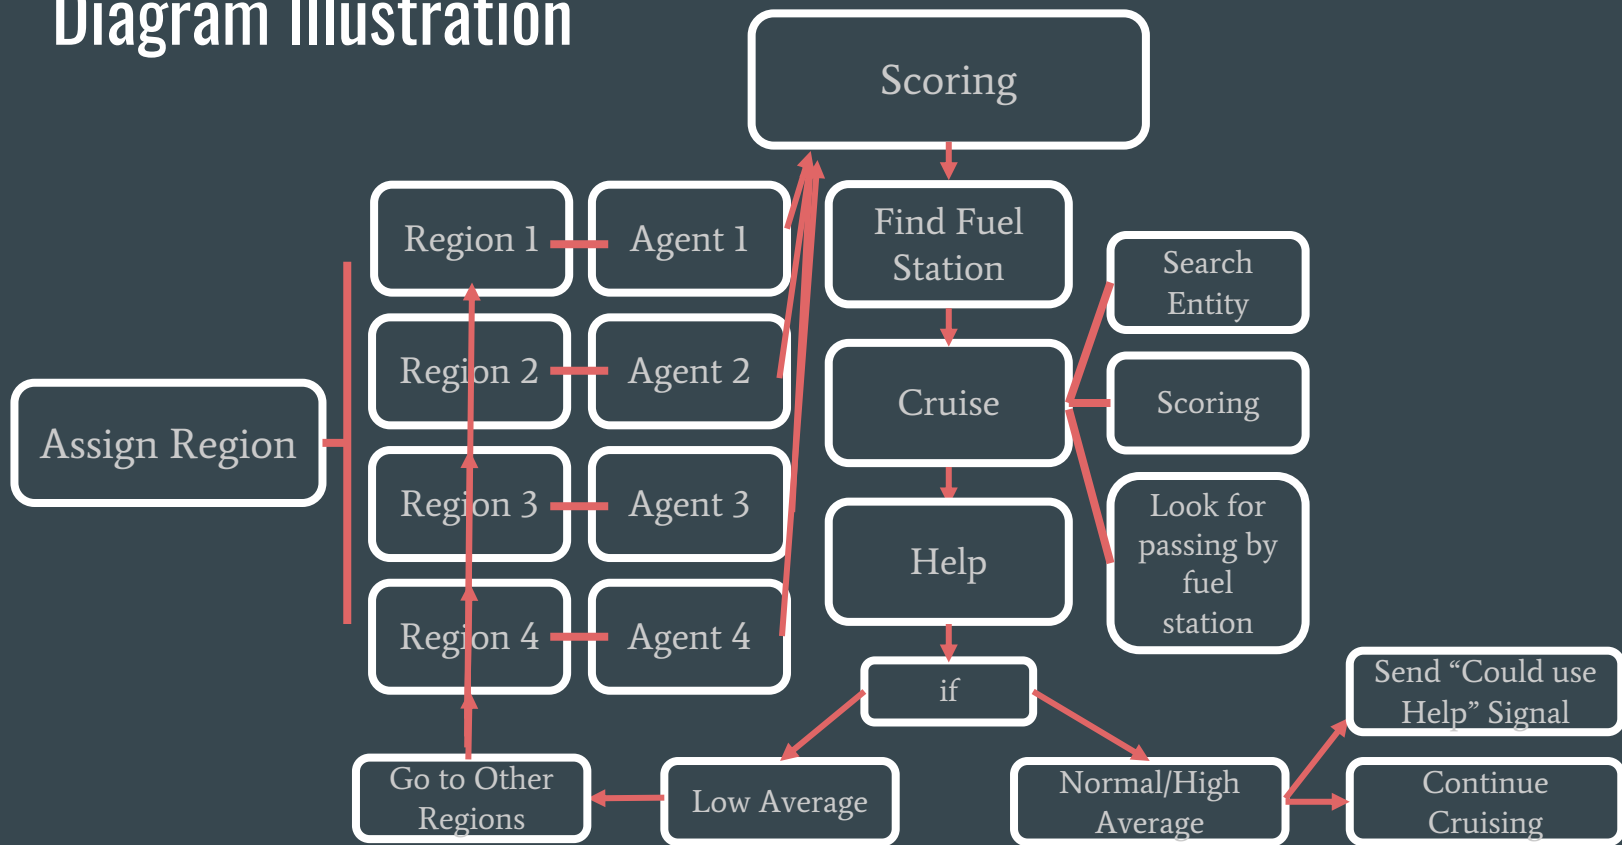 Diagram Illustration
Scoring
Region 1
Agent 1
Find Fuel
Station
Search
Entity
Region 2
Agent 2
Cruise
Scoring
Assign Region
Region 3
Agent 3
Help
Look for
passing by
fuel
station
Region 4
Agent 4
if
Send “Could use
Help” Signal
Go to Other
Regions
Low Average
Normal/High
Average
Continue
Cruising